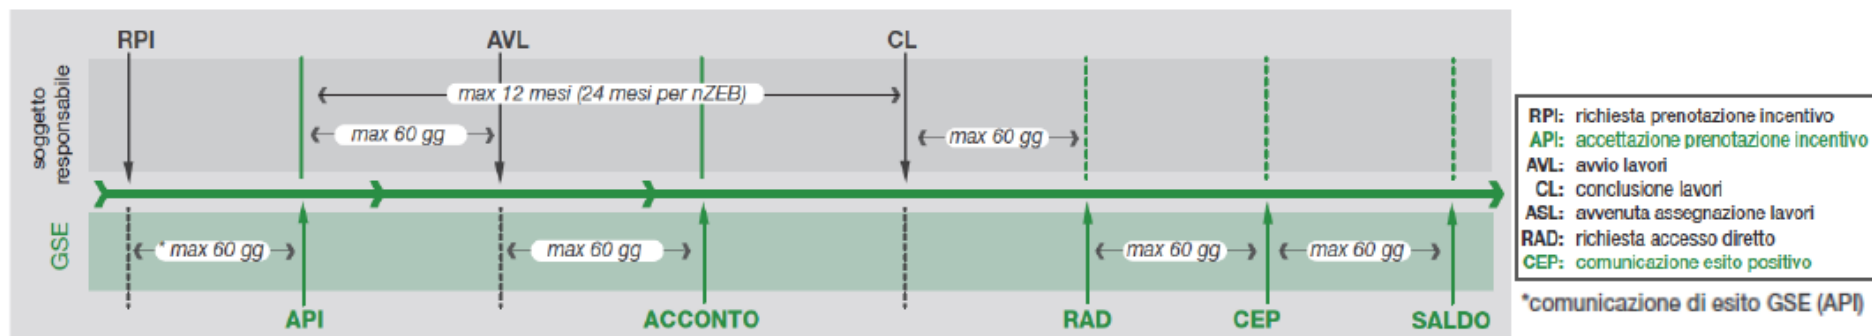 RPI AVL CL
soggetto
responsabile
max 12 mesi (24 mesi per nZEB)
max 60 gg max 60 gg
GSE
* max 60 gg max 60 gg max 60 gg max 60 gg
API ACCONTO RAD CEP SALDO
RPI: richiesta prenotazione incentivo
API: accettazione prenotazione incentivo
AVL: avvio lavori
CL: conclusione lavori
ASL: avvenuta assegnazione lavori
RAD: richiesta accesso diretto
CEP: comunicazione esito positivo
*comunicazione di esito GSE (API)